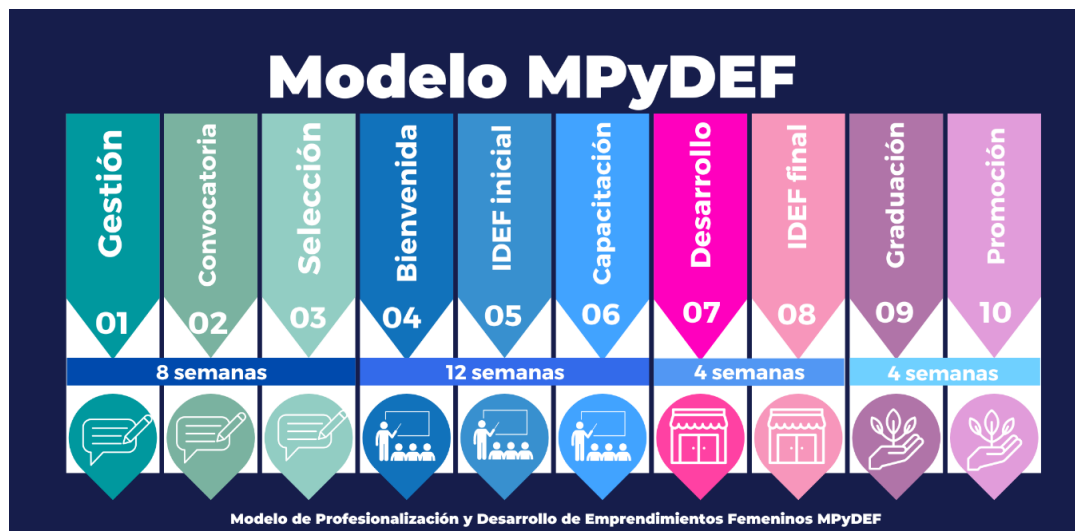 Modelo MPyDEF
Gestión
Convocatoria
Selección
Bienvenida
IDEF inicial
Capacitación
Desarrollo
IDEF final
Graduación
Promoción
01
02
03
04
05
06
07
08
09
10
8 semanas
12 semanas
4 semanas
4 semanas
Modelo de Profesionalización y Desarrollo de Emprendimientos Femeninos MPyDEF